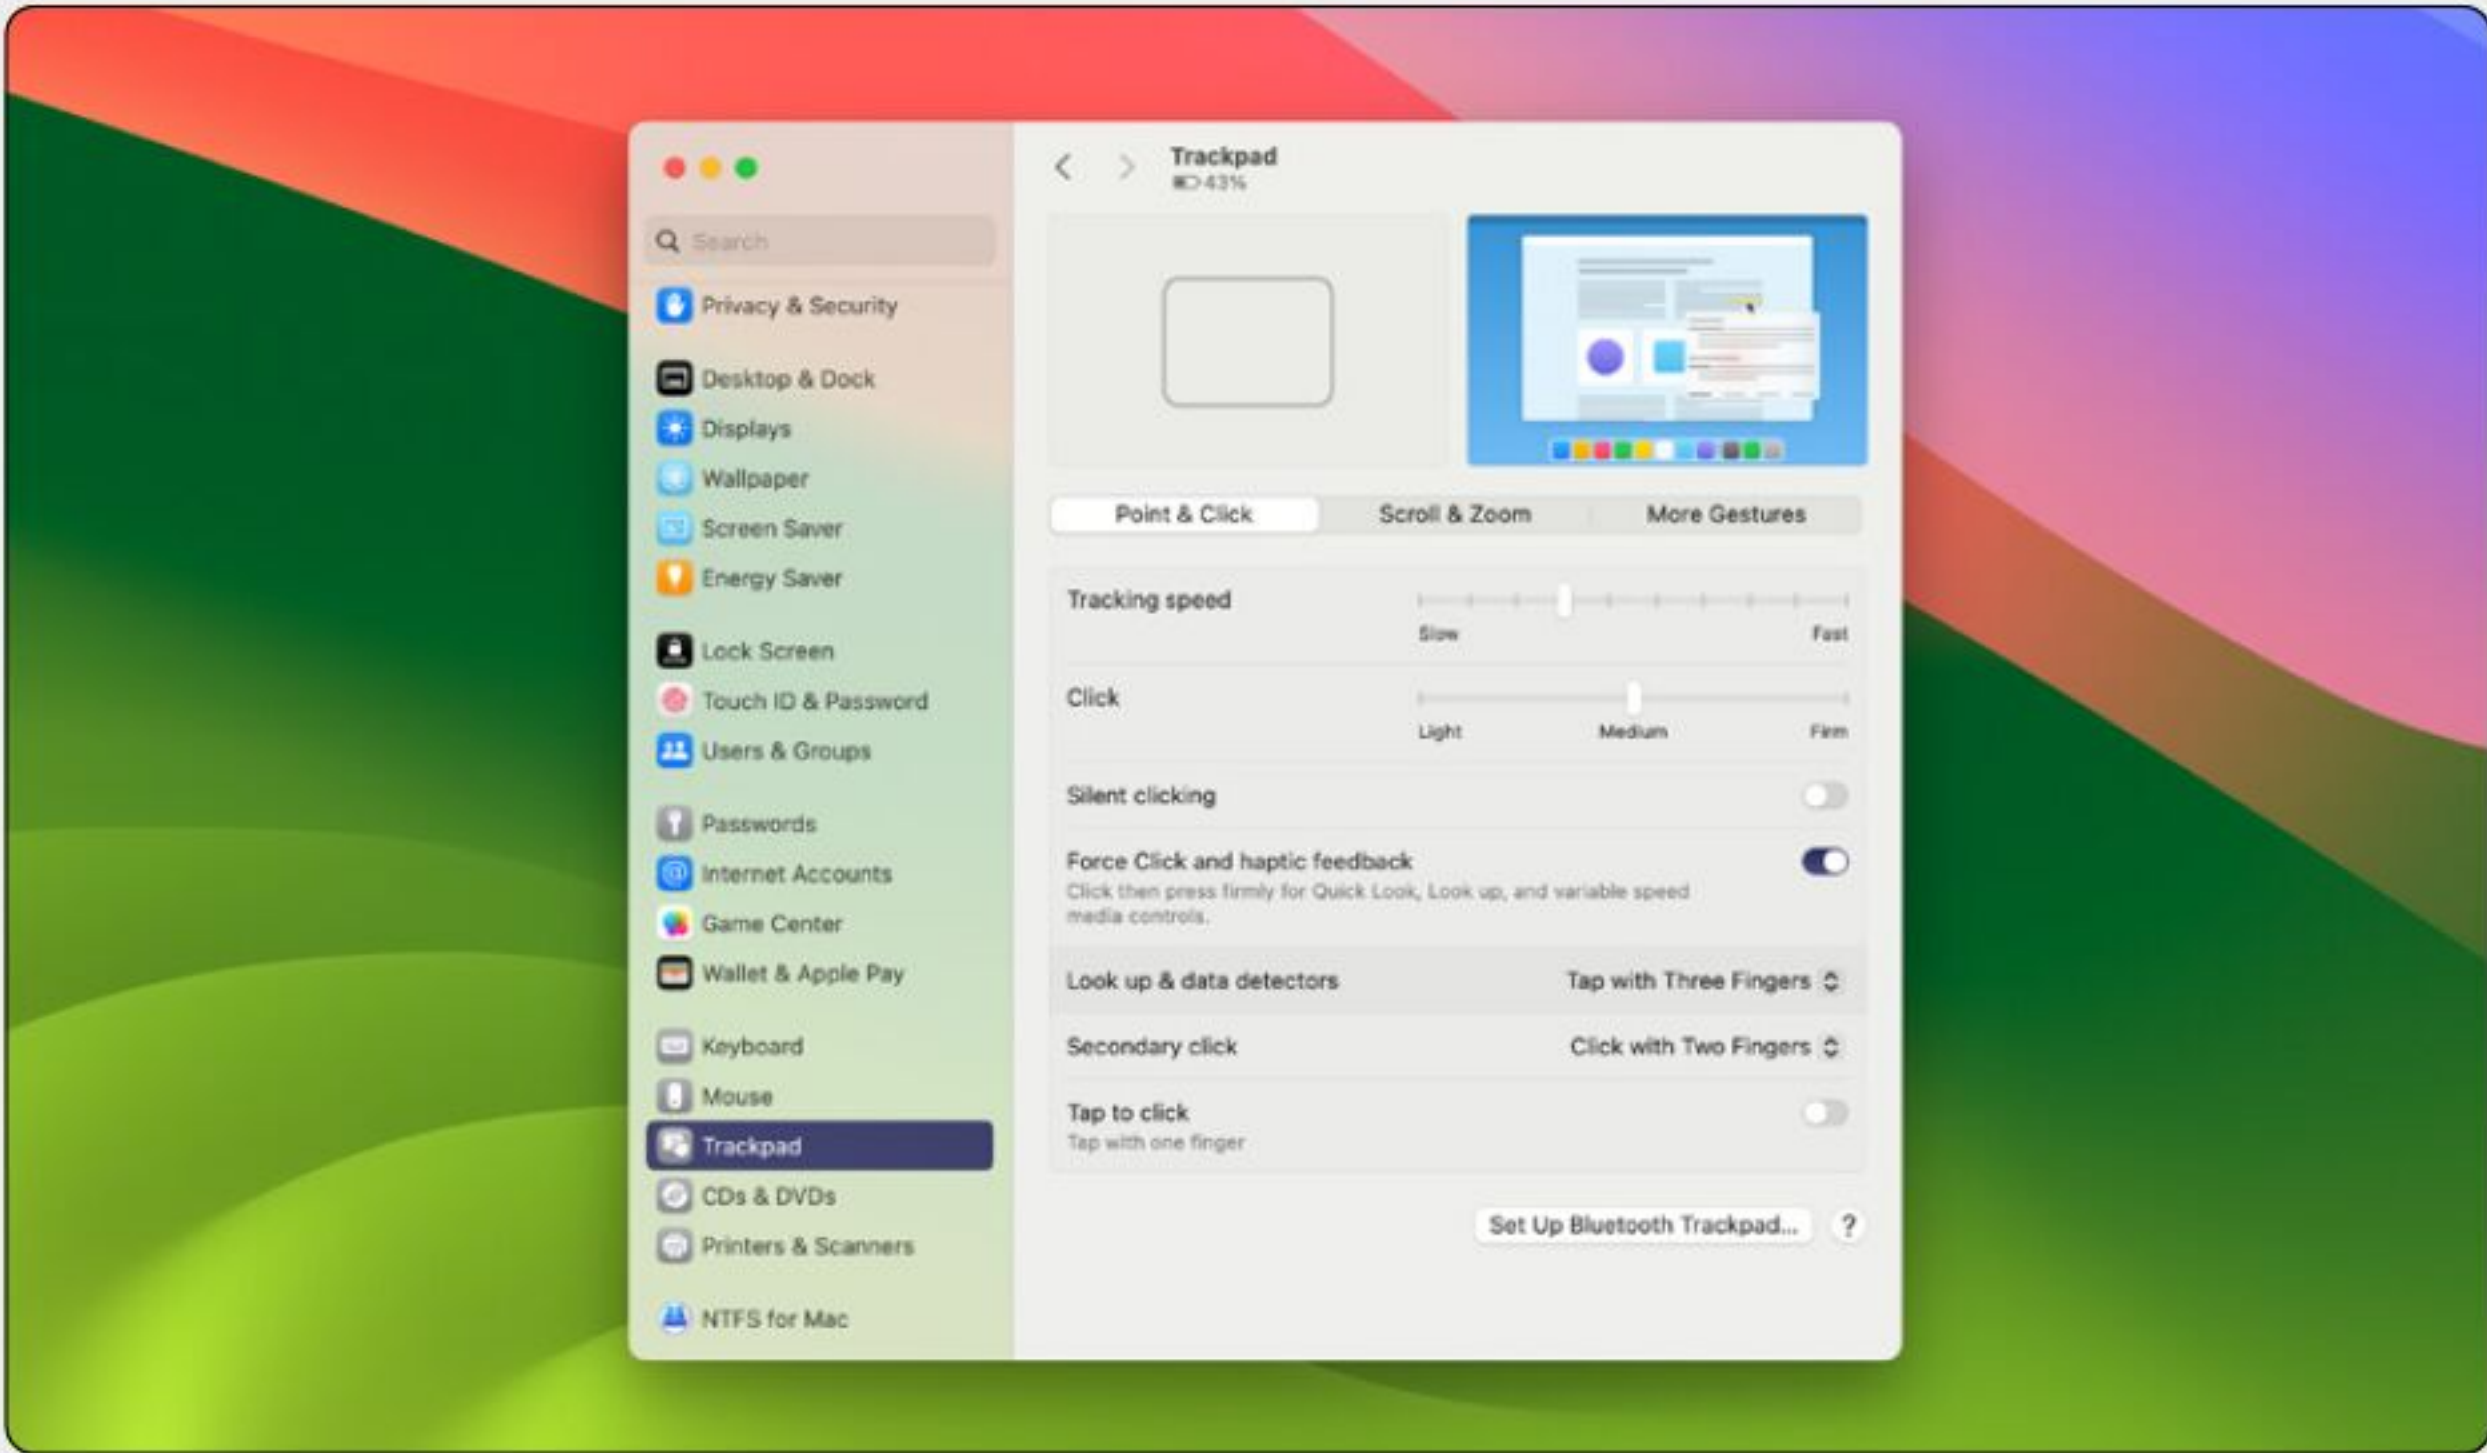 Trackpad
43%
Search
Privacy & Security
Desktop & Dock
Displays
Wallpaper
Screen Saver
Energy Saver
Lock Screen
Touch ID & Password
Users & Groups
Passwords
Internet Accounts
Game Center
Wallet & Apple Pay
Keyboard
Mouse
Trackpad
CDs & DVDs
Printers & Scanners
NTFS for Mac
Point & Click
Scroll & Zoom
More Gestures
Tracking speed
Slow
Fast
Click
Light
Medium
Firm
Silent clicking
Force Click and haptic feedback
Click then press firmly for Quick Look, Look up, and variable speed
media controls.
Look up & data detectors
Tap with Three Fingers
Secondary click
Click with Two Fingers
Tap to click
Tap with one finger
Set Up Bluetooth Trackpad...
?